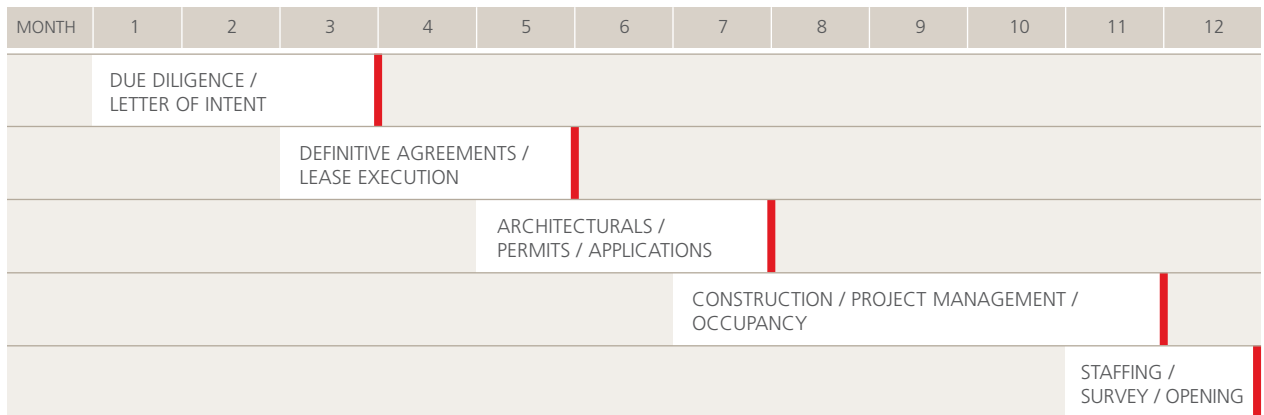 MONTH 1 2 3 4 5 6 7 8 9 10 11 12
DUE DILIGENCE /
LETTER OF INTENT
DEFINITIVE AGREEMENTS /
LEASE EXECUTION
ARCHITECTURALS /
PERMITS / APPLICATIONS
CONSTRUCTION / PROJECT MANAGEMENT /
OCCUPANCY
STAFFING /
SURVEY / OPENING